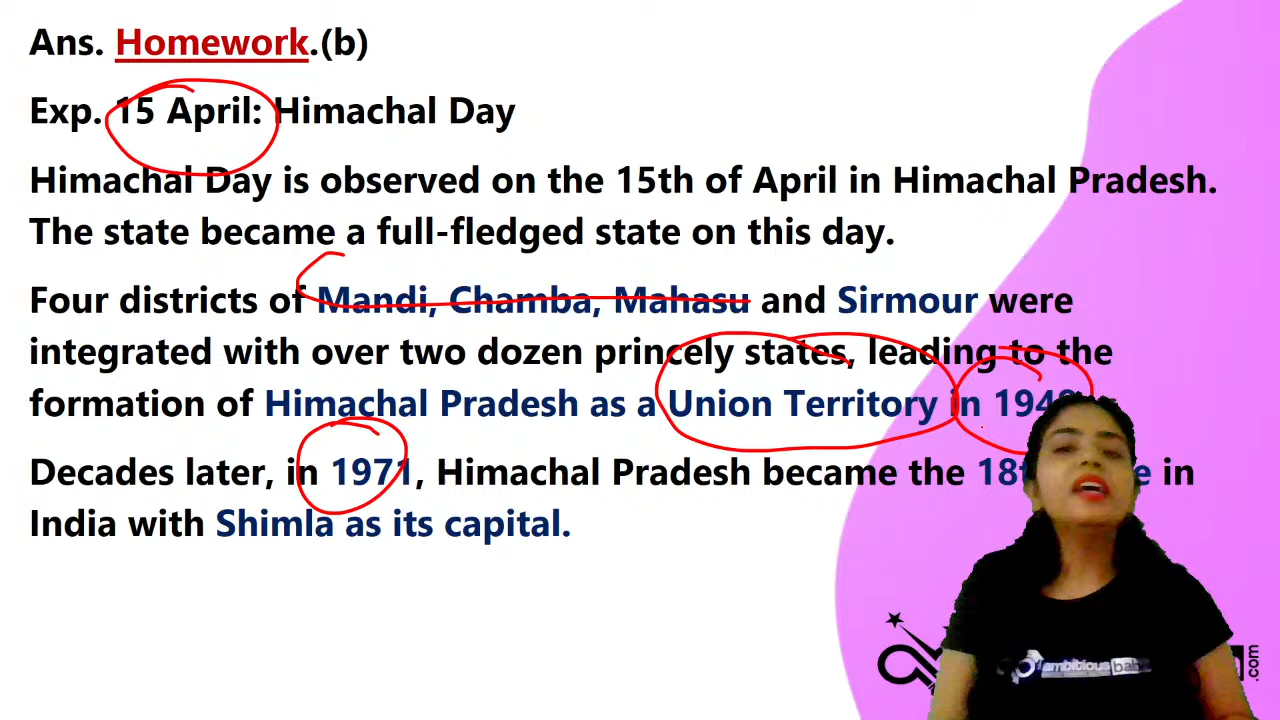 Ans. Homework.(b)
Exp. 15 April: Himachal Day
Himachal Day is observed on the 15th of April in Himachal Pradesh.
The state became a full-fledged state on this day.
Four districts of Mandi, Chamba, Mahasu and Sirmour were
integrated with over two dozen princely states, leading to the
formation of Himachal Pradesh as a Union Territory in
Decades later, in 1971, Himachal Pradesh became the in
India with Shimla as its capital.
ambitious
.com